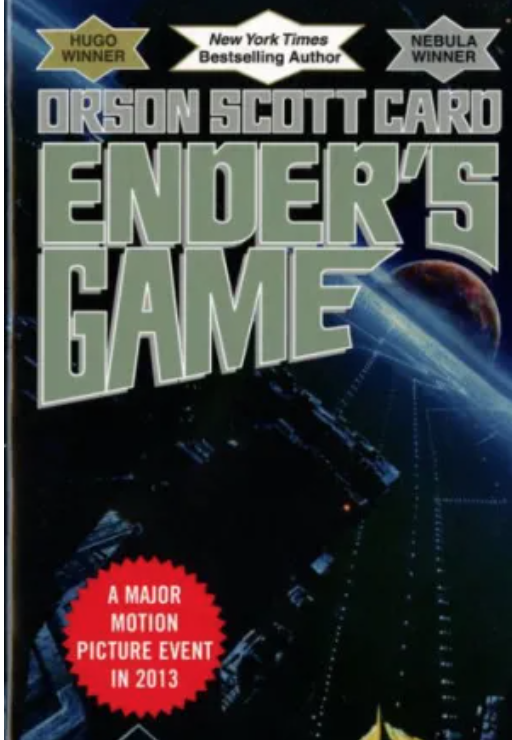 HUGO
WINNER
New York Times
Bestselling Author
NEBULA
WINNER
ORSON SCOTT CARD
ENDER'S
GAME
A MAJOR
MOTION
PICTURE EVENT
IN 2013